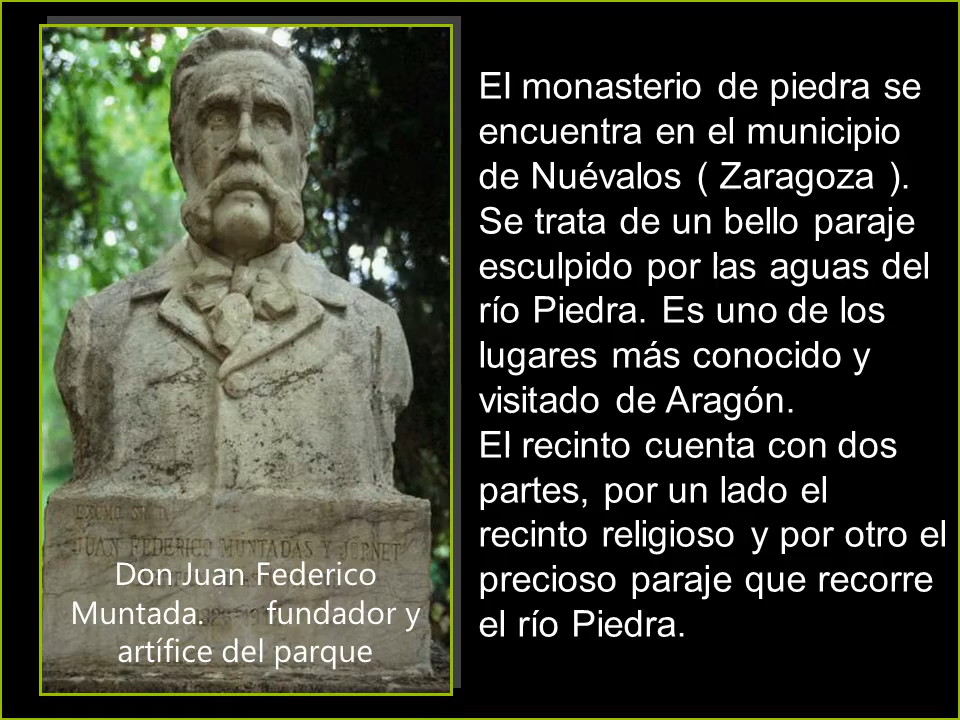 El monasterio de piedra se
encuentra en el municipio
de Nuévalos ( Zaragoza ).
Se trata de un bello paraje
esculpido por las aguas del
río Piedra. Es uno de los
lugares más conocido y
visitado de Aragón.
El recinto cuenta con dos
partes, por un lado el
recinto religioso y por otro el
precioso paraje que recorre
el río Piedra.
EXCMO SR D
JUAN FEDERICO MUNTADAS Y JORNET
Don Juan Federico
Muntada. fundador y
artífice del parque